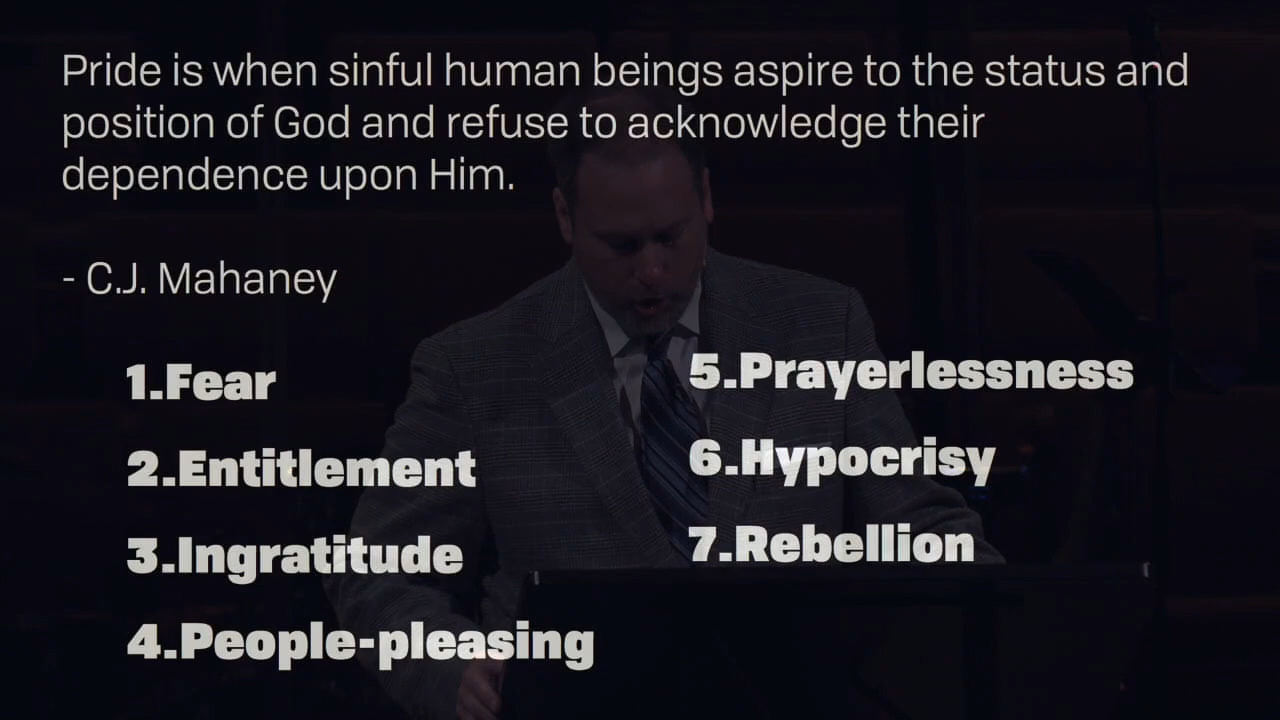 Pride is when sinful human beings aspire to the status and
position of God and refuse to acknowledge their
dependence upon Him.
- C.J. Mahaney
1.Fear
2.Entitlement
3.Ingratitude
4.People-pleasing
5.Prayerlessness
6.Hypocrisy
7.Rebellion